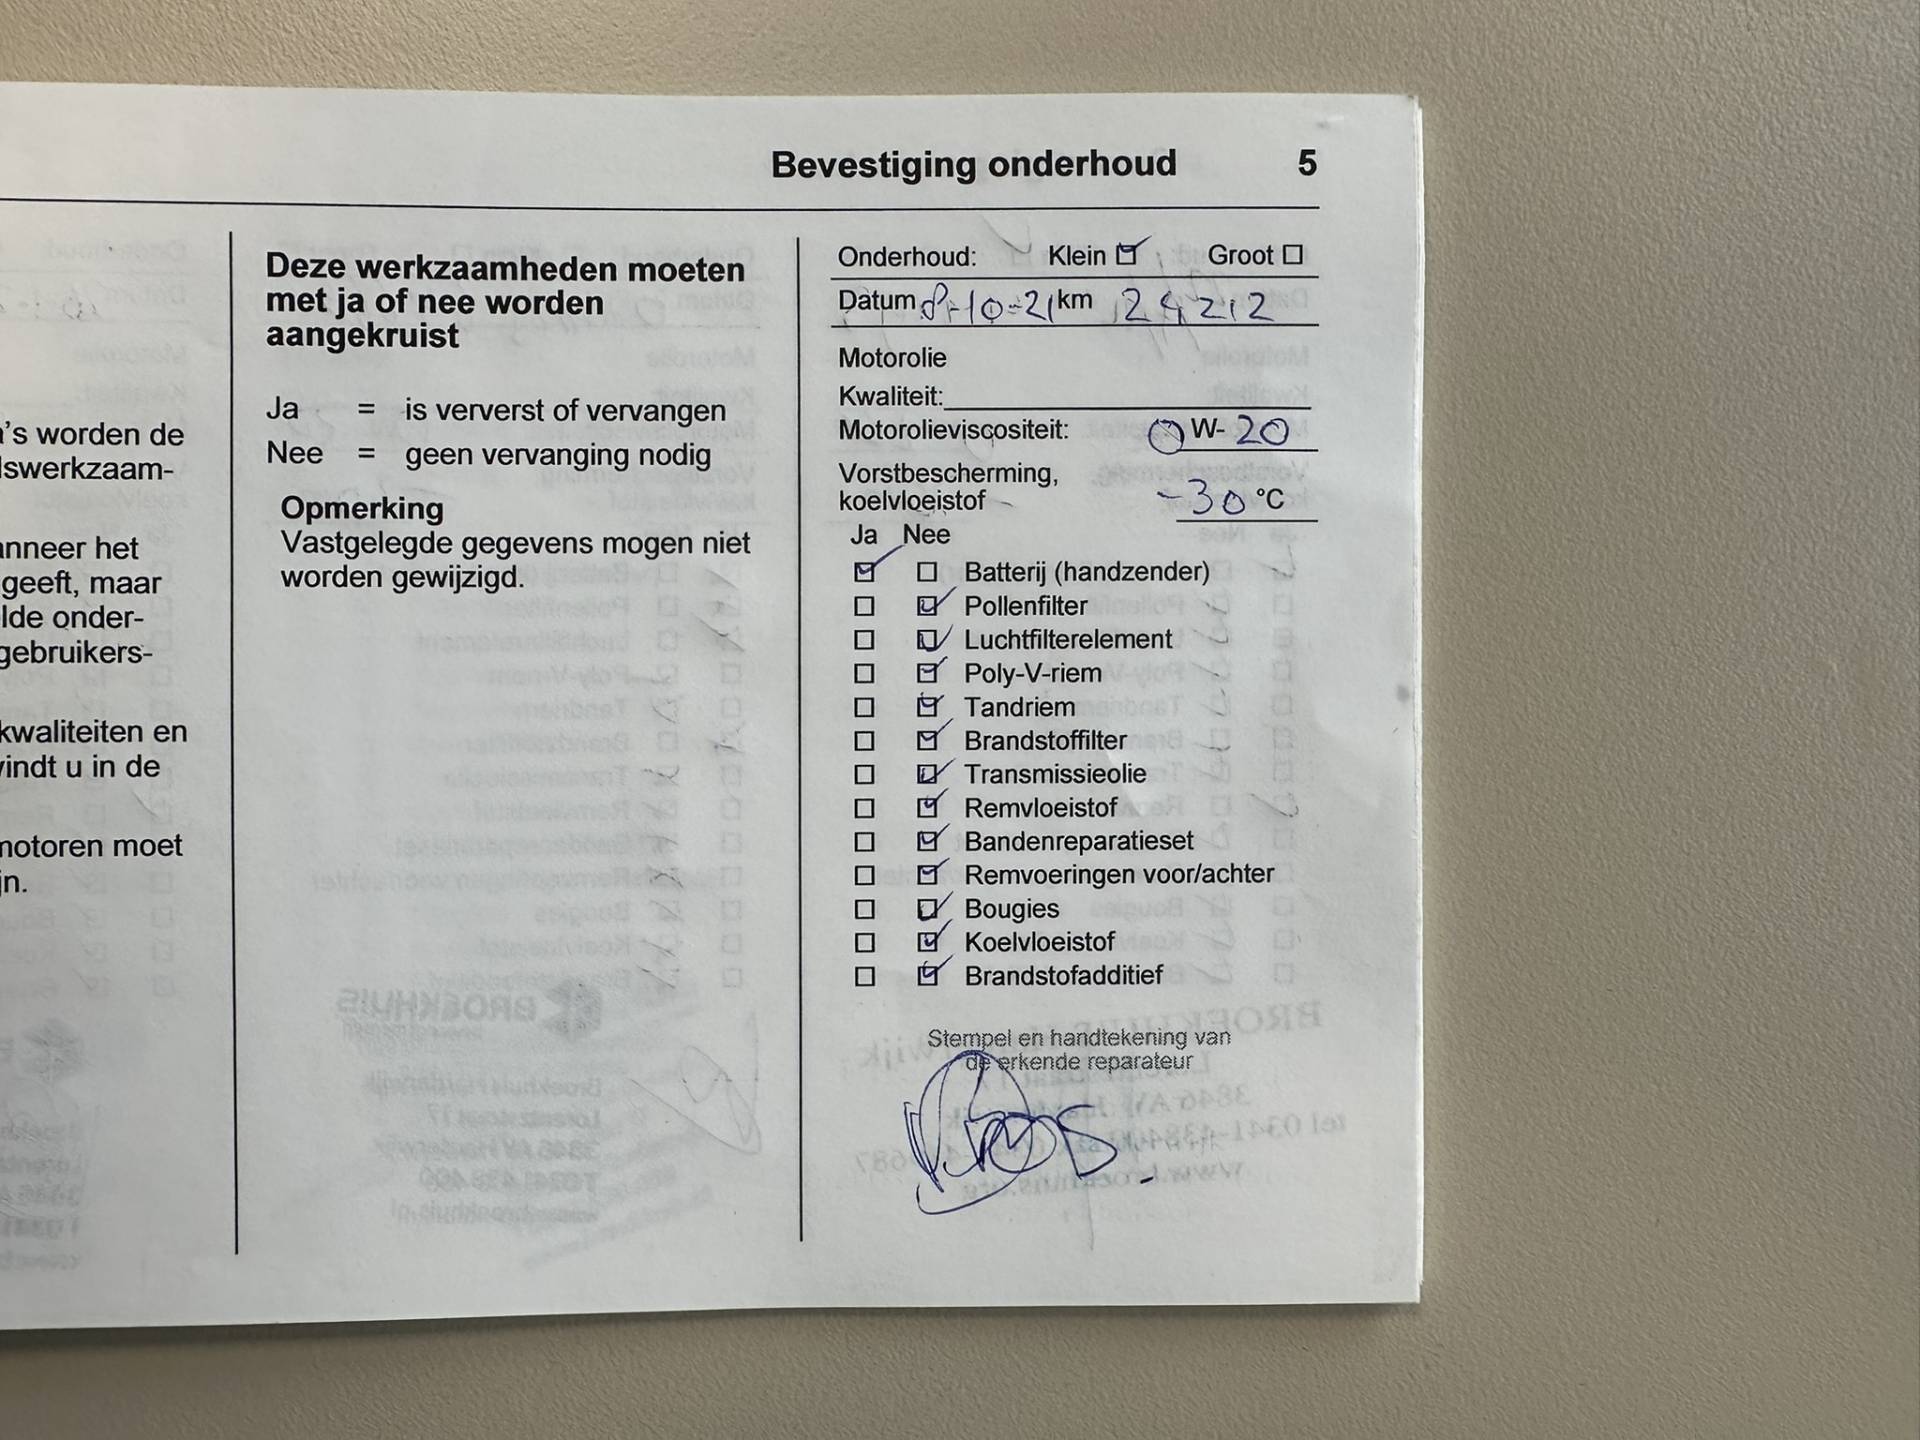 Bevestiging onderhoud 5
a's worden de
lswerkzaam-
anneer het
geeft, maar
lde onder-
gebruikers-
kwaliteiten en
vindt u in de
motoren moet
jn.
Deze werkzaamheden moeten
met ja of nee worden
aangekruist
Ja = is ververst of vervangen
Nee = geen vervanging nodig
Opmerking
Vastgelegde gegevens mogen niet
worden gewijzigd.
Onderhoud: Klein Groot
Datum 8-10-21 km 24212
Motorolie
Kwaliteit:
Motorolieviscositeit: 0 W- 20
Vorstbescherming,
koelvloeistof -30 °C
Ja Nee
Batterij (handzender)
Pollenfilter
Luchtfilterelement
Poly-V-riem
Tandriem
Brandstoffilter
Transmissieolie
Remvloeistof
Bandenreparatieset
Remvoeringen voor/achter
Bougies
Koelvloeistof
Brandstofadditief
Stempel en handtekening van
de erkende reparateur